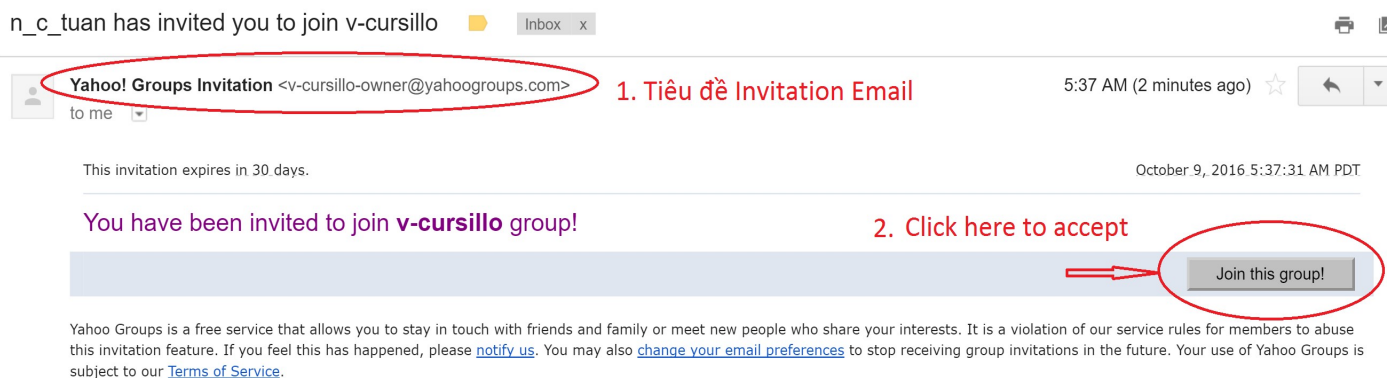 n_c_tuan has invited you to join v-cursillo Inbox x
Yahoo! Groups Invitation <v-cursillo-owner@yahoogroups.com> 1. Tiêu đề Invitation Email 5:37 AM (2 minutes ago)
to me
This invitation expires in 30 days. October 9, 2016 5:37:31 AM PDT
You have been invited to join v-cursillo group!
2. Click here to accept
Join this group!
Yahoo Groups is a free service that allows you to stay in touch with friends and family or meet new people who share your interests. It is a violation of our service rules for members to abuse
this invitation feature. If you feel this has happened, please notify us. You may also change your email preferences to stop receiving group invitations in the future. Your use of Yahoo Groups is
subject to our Terms of Service.